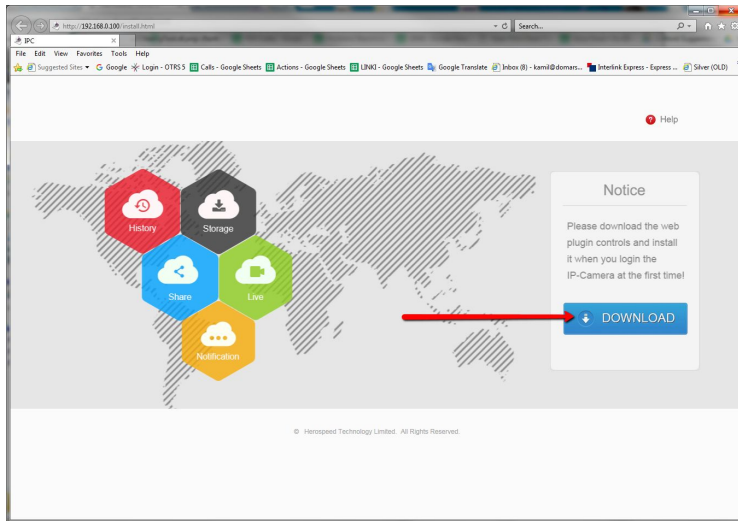 http://192.168.0.100/install.html
Search...
IPC
File Edit View Favorites Tools Help
Suggested Sites Google Login - OTRS 5 Calls - Google Sheets Actions - Google Sheets LINKI - Google Sheets Google Translate Inbox (8) - kamil@domars... Interlink Express - Express ... Silver (OLD)
Help
History
Storage
Share
Live
Notification
Notice
Please download the web
plugin controls and install
it when you login the
IP-Camera at the first time!
DOWNLOAD
© Herospeed Technology Limited. All Rights Reserved.